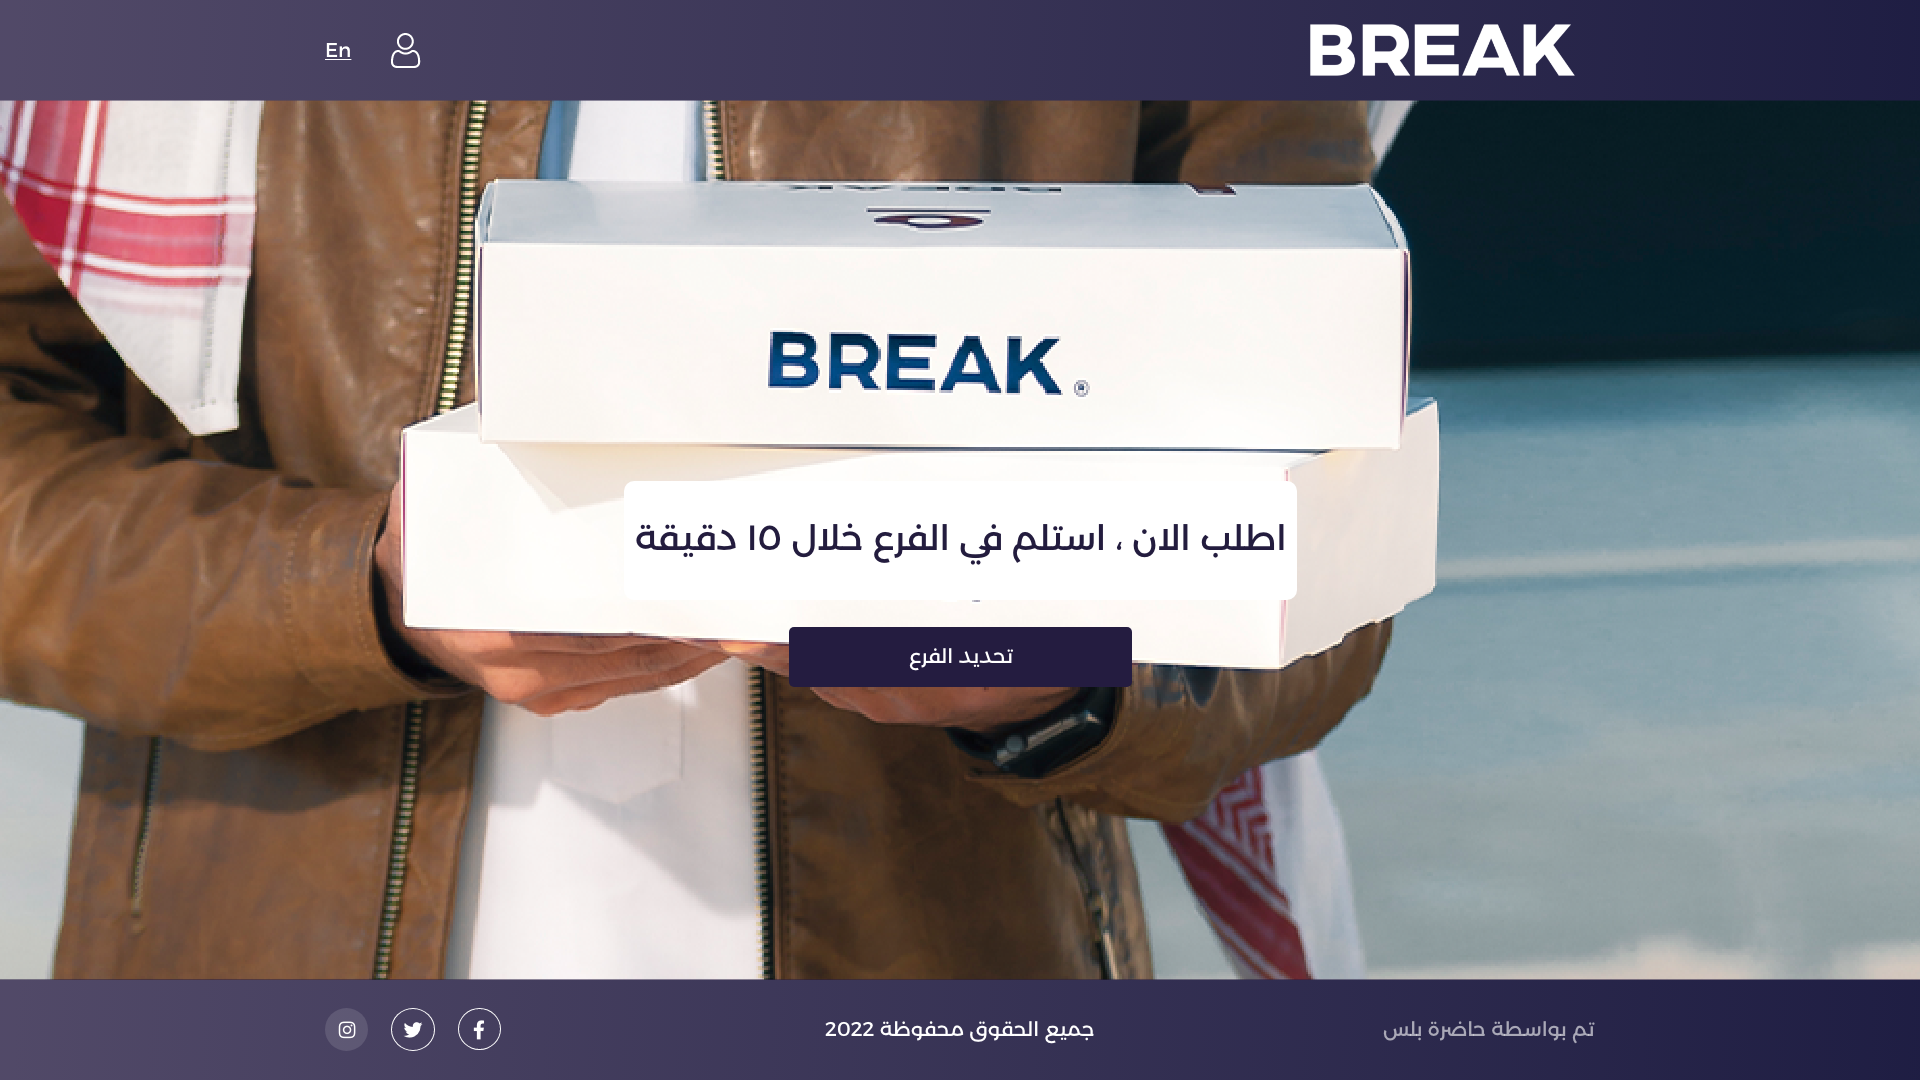 BREAK
En
BREAK ®
اطلب الان ، استلم في الفرع خلال ١٥ دقيقة
تحديد الفرع
تم بواسطة حاضرة بلس
جميع الحقوق محفوظة 2022